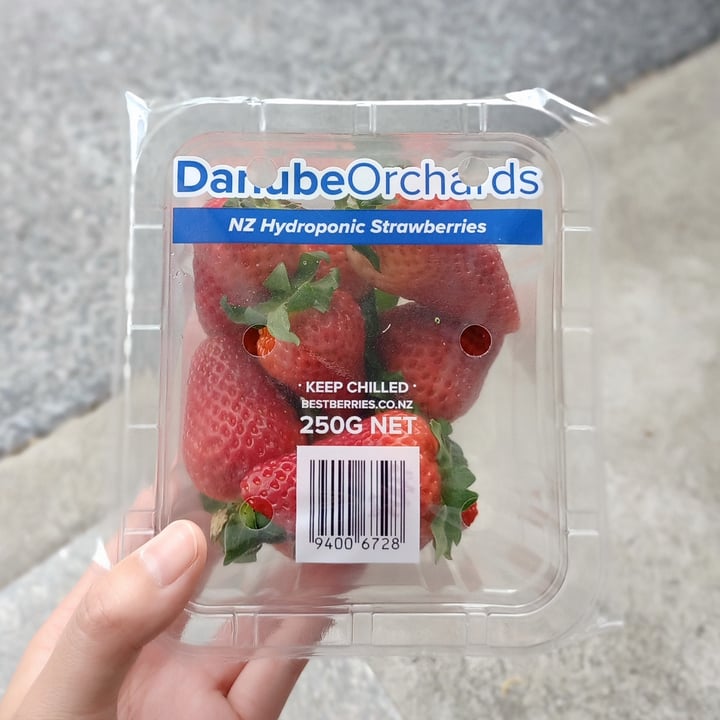 DanubeOrchards
NZ Hydroponic Strawberries
· KEEP CHILLED ·
BESTBERRIES.CO.NZ
250G NET
9400 6728